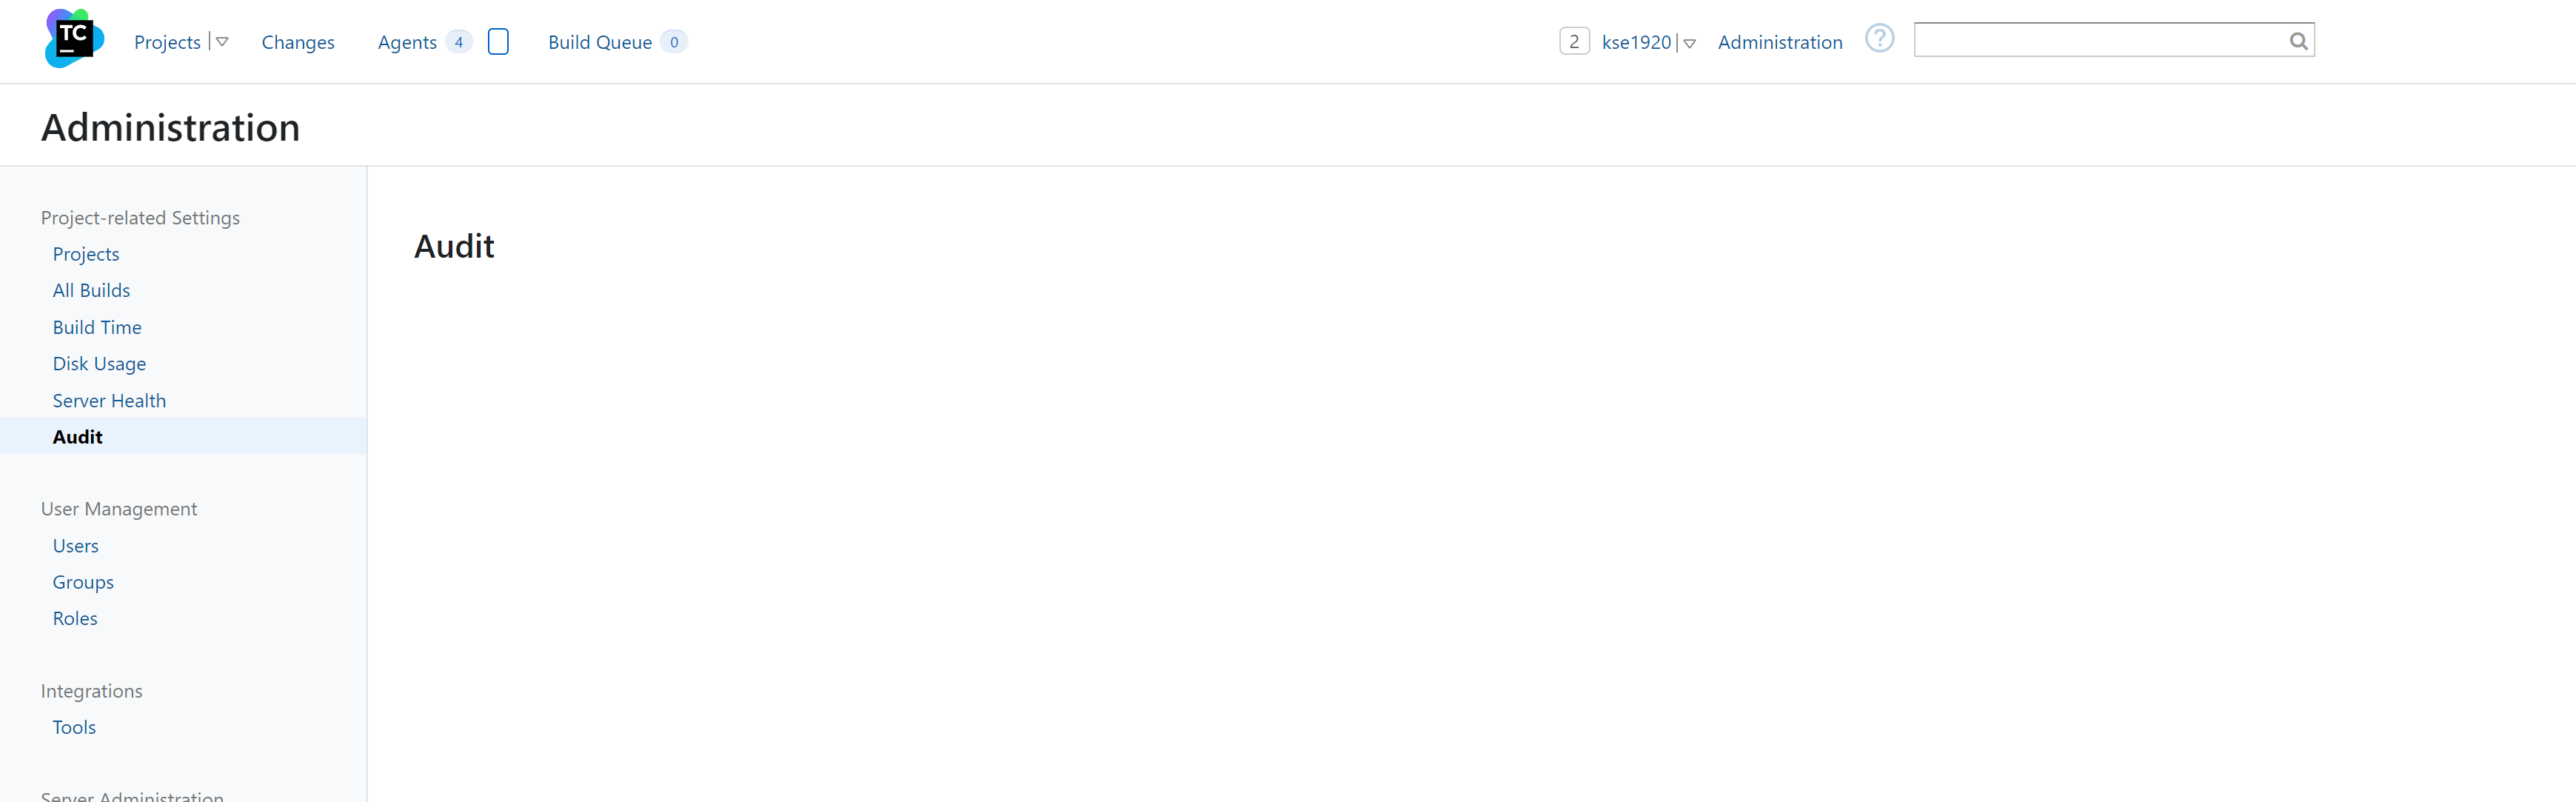 TC
Projects Changes Agents 4 Build Queue 0 2 kse1920 Administration ?
Administration
Project-related Settings
Projects
All Builds
Build Time
Disk Usage
Server Health
Audit
User Management
Users
Groups
Roles
Integrations
Tools
Server Administration
Audit